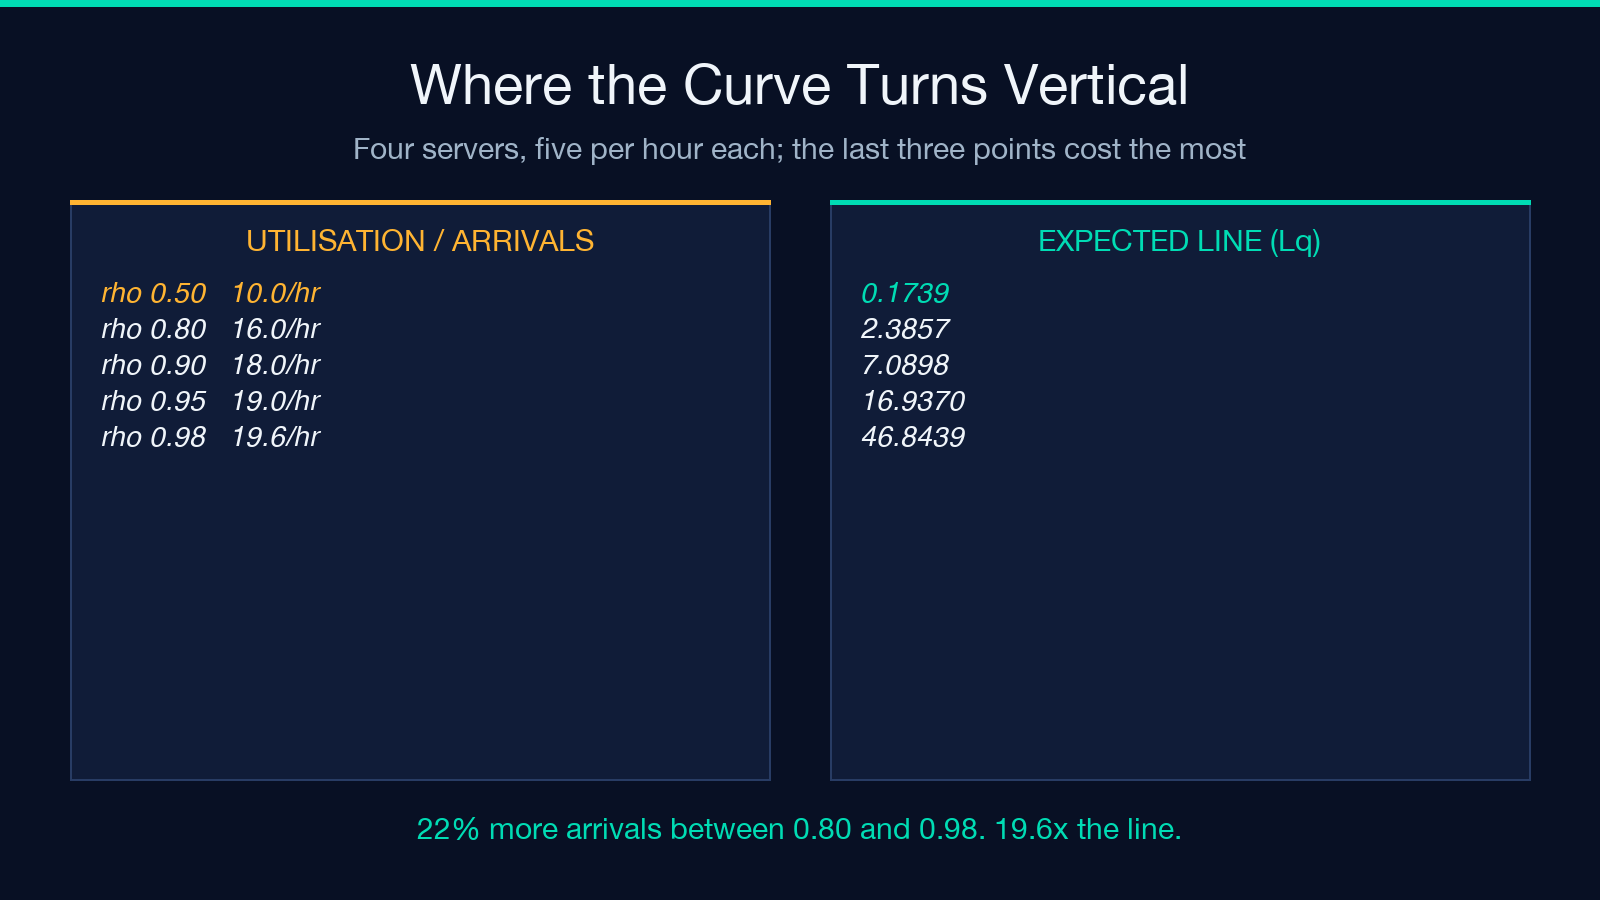 Where the Curve Turns Vertical
Four servers, five per hour each; the last three points cost the most
UTILISATION / ARRIVALS
rho 0.50 10.0/hr
rho 0.80 16.0/hr
rho 0.90 18.0/hr
rho 0.95 19.0/hr
rho 0.98 19.6/hr
EXPECTED LINE (Lq)
0.1739
2.3857
7.0898
16.9370
46.8439
22% more arrivals between 0.80 and 0.98. 19.6x the line.